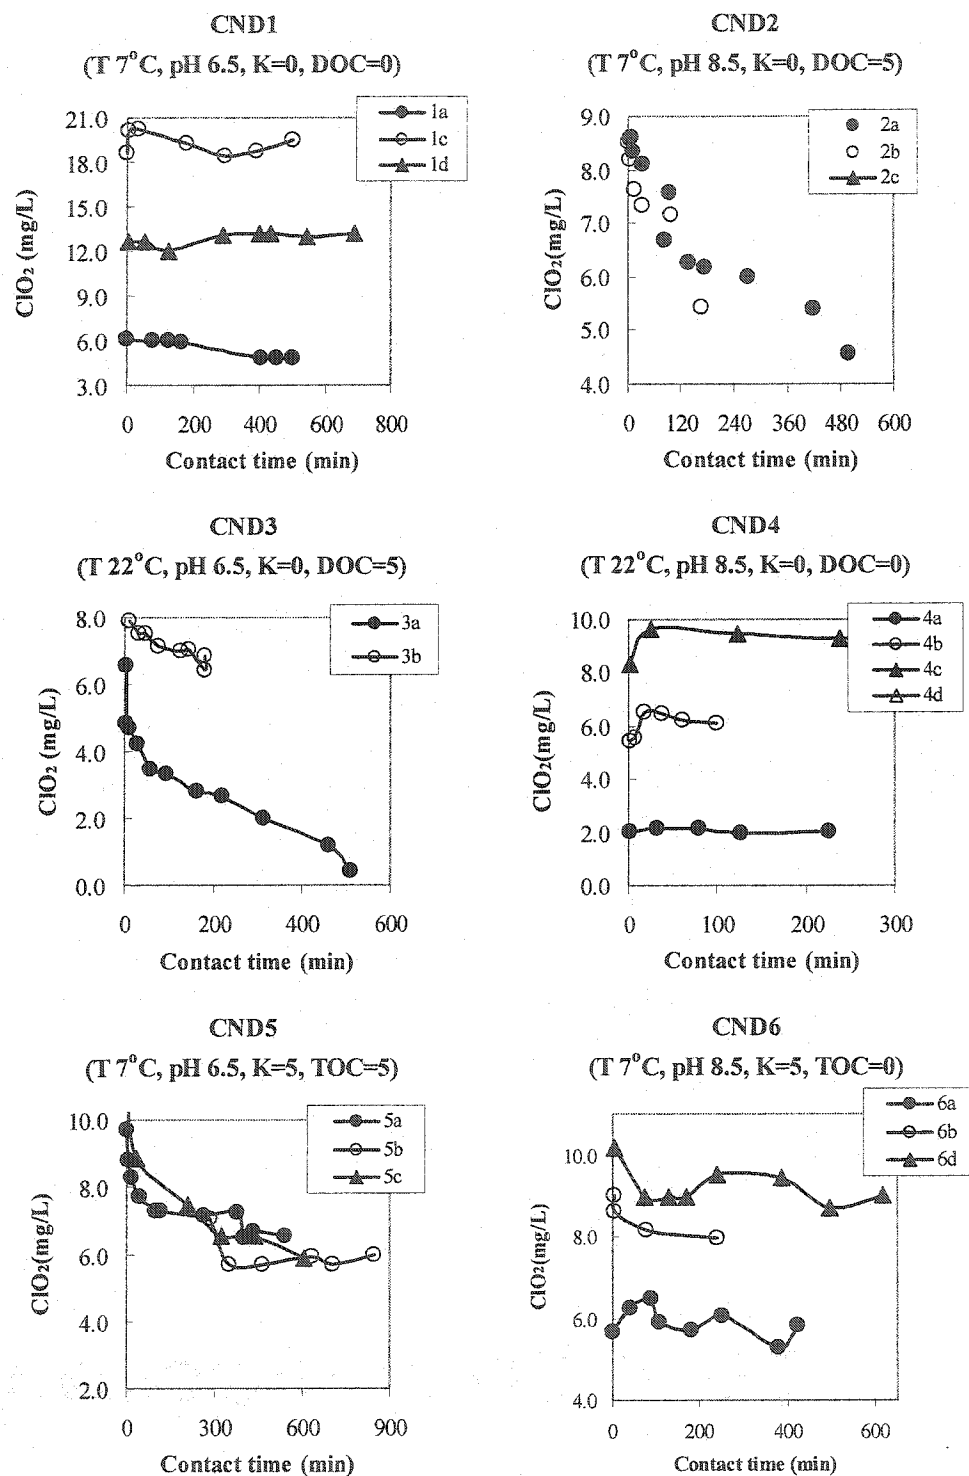 CND1
(T 7°C, pH 6.5, K=0, DOC=0)
1a
1c
1d
21.0
18.0
15.0
12.0
9.0
6.0
3.0
ClO₂ (mg/L)
0 200 400 600 800
Contact time (min)
CND2
(T 7°C, pH 8.5, K=0, DOC=5)
2a
2b
2c
9.0
8.0
7.0
6.0
5.0
4.0
ClO₂(mg/L)
0 120 240 360 480 600
Contact time (min)
CND3
(T 22°C, pH 6.5, K=0, DOC=5)
3a
3b
8.0
6.0
4.0
2.0
0.0
ClO₂ (mg/L)
0 200 400 600
Contact time (min)
CND4
(T 22°C, pH 8.5, K=0, DOC=0)
4a
4b
4c
4d
10.0
8.0
6.0
4.0
2.0
0.0
ClO₂(mg/L)
0 100 200 300
Contact time (min)
CND5
(T 7°C, pH 6.5, K=5, TOC=5)
5a
5b
5c
10.0
8.0
6.0
4.0
2.0
ClO₂(mg/L)
0 300 600 900
Contact time (min)
CND6
(T 7°C, pH 8.5, K=5, TOC=0)
6a
6b
6d
10.0
8.0
6.0
4.0
ClO₂(mg/L)
0 200 400 600
Contact time (min)